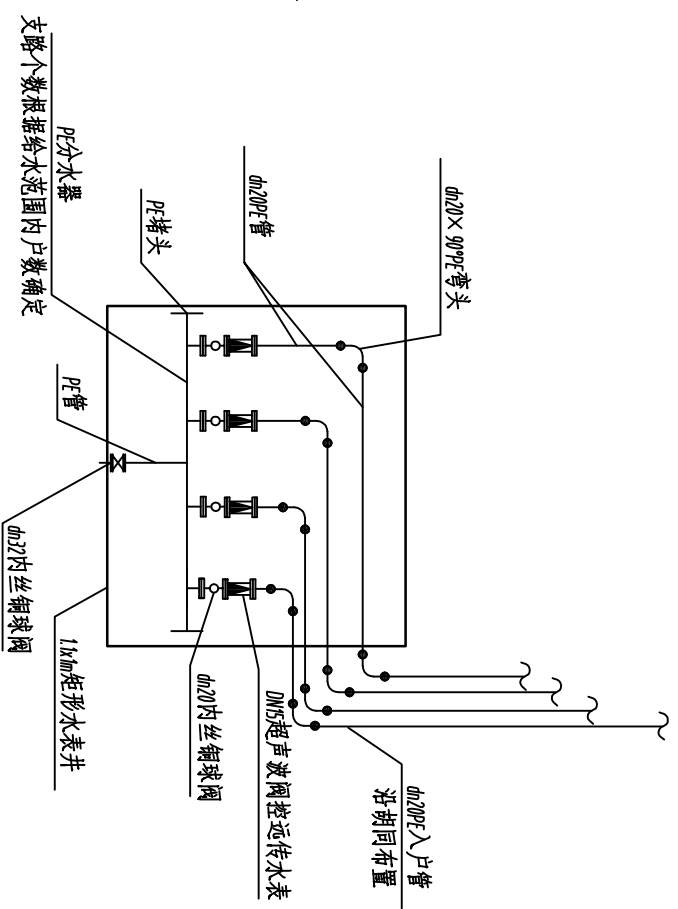 dn20×90°PE弯头
dn20PE管
PE堵头
PE分水器
支路个数根据给水范围内户数确定
PE管
dn32内丝铜球阀
1.1x1m矩形水表井
dn20内丝铜球阀
DN15超声波阀控远传水表
dn20PE入户管
沿胡同布置